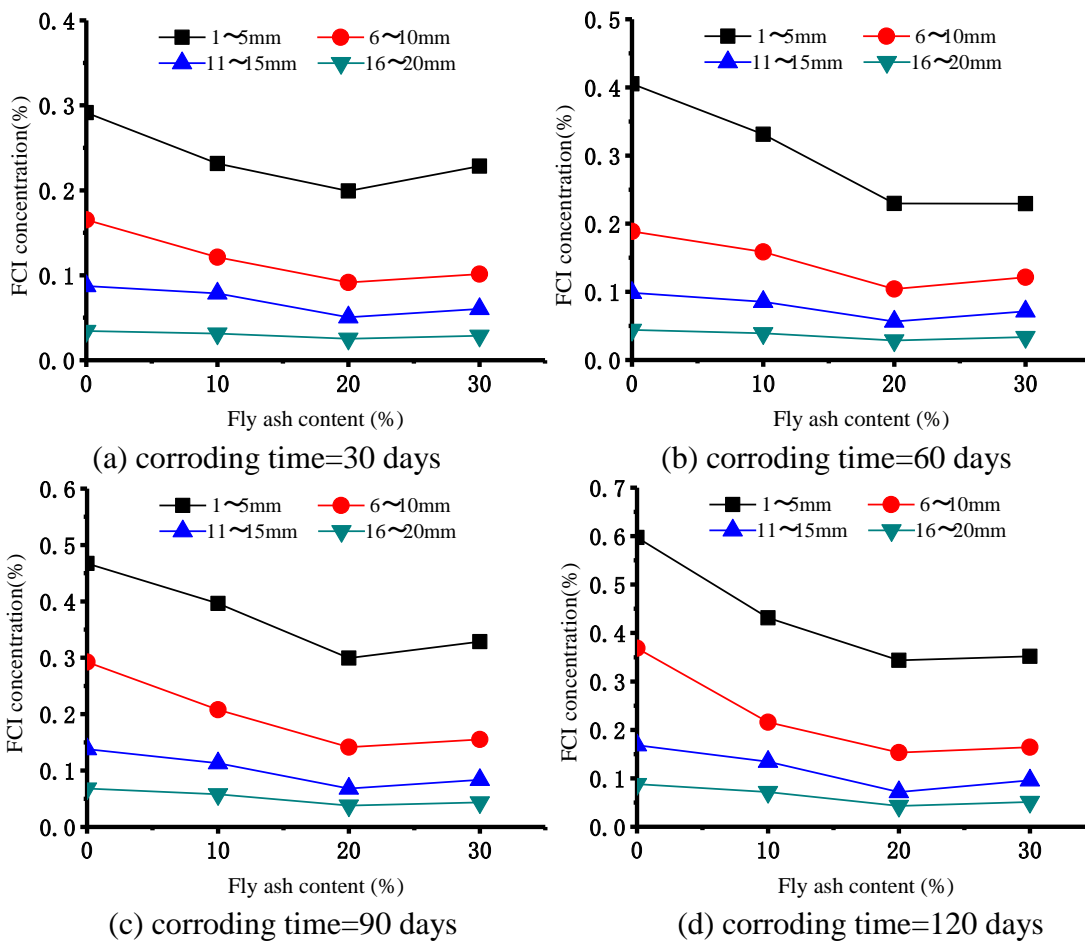 0.4
0.3
0.2
0.1
0.0
FCI concentration(%)
1~5mm 6~10mm
11~15mm 16~20mm
0 10 20 30
Fly ash content (%)
(a) corroding time=30 days
0.5
0.4
0.3
0.2
0.1
0.0
FCI concentration(%)
1~5mm 6~10mm
11~15mm 16~20mm
0 10 20 30
Fly ash content (%)
(b) corroding time=60 days
0.6
0.5
0.4
0.3
0.2
0.1
0.0
FCI concentration(%)
1~5mm 6~10mm
11~15mm 16~20mm
0 10 20 30
Fly ash content (%)
(c) corroding time=90 days
0.7
0.6
0.5
0.4
0.3
0.2
0.1
0.0
FCI concentration(%)
1~5mm 6~10mm
11~15mm 16~20mm
0 10 20 30
Fly ash content (%)
(d) corroding time=120 days